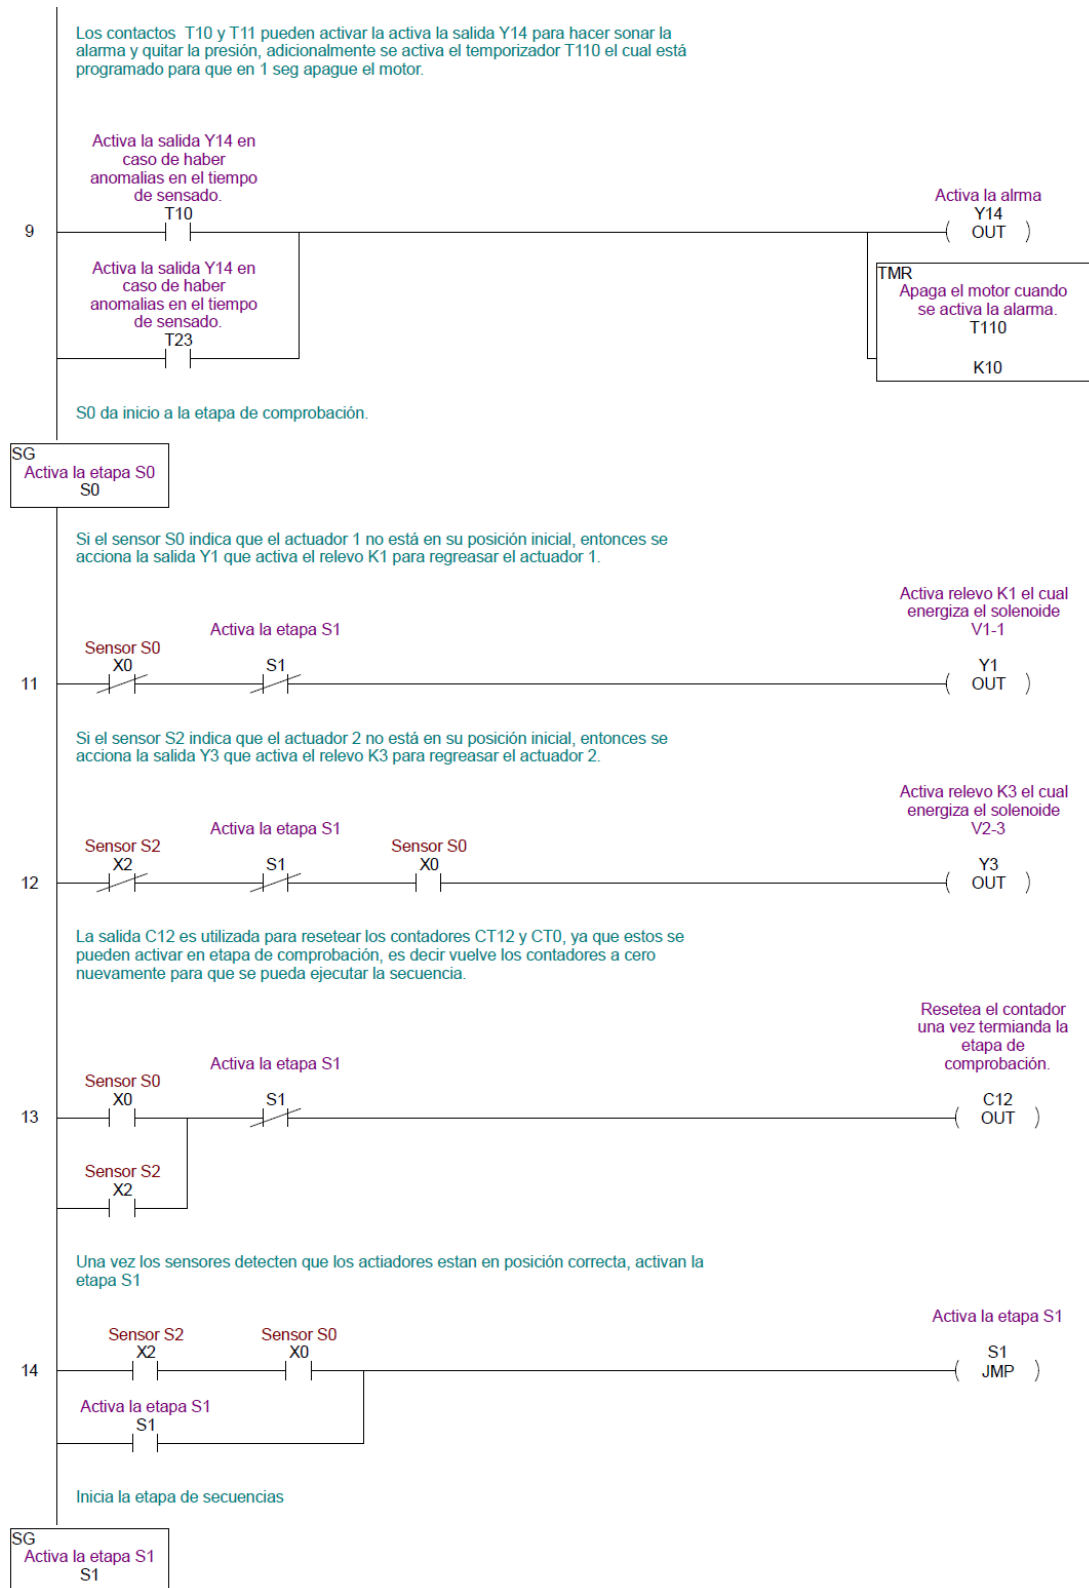 Los contactos T10 y T11 pueden activar la activa la salida Y14 para hacer sonar la
alarma y quitar la presión, adicionalmente se activa el temporizador T110 el cual está
programado para que en 1 seg apague el motor.
Activa la salida Y14 en
caso de haber
anomalias en el tiempo
de sensado.
T10
Activa la alrma
Y14
9
OUT
Activa la salida Y14 en
caso de haber
anomalias en el tiempo
de sensado.
T23
TMR
Apaga el motor cuando
se activa la alarma.
T110
K10
S0 da inicio a la etapa de comprobación.
SG
Activa la etapa S0
S0
Si el sensor S0 indica que el actuador 1 no está en su posición inicial, entonces se
acciona la salida Y1 que activa el relevo K1 para regreasar el actuador 1.
Activa relevo K1 el cual
energiza el solenoide
V1-1
Activa la etapa S1
Sensor S0
X0
S1
Y1
11
OUT
Si el sensor S2 indica que el actuador 2 no está en su posición inicial, entonces se
acciona la salida Y3 que activa el relevo K3 para regreasar el actuador 2.
Activa relevo K3 el cual
energiza el solenoide
V2-3
Activa la etapa S1
Sensor S2
Sensor S0
X2
S1
X0
Y3
12
OUT
La salida C12 es utilizada para resetear los contadores CT12 y CT0, ya que estos se
pueden activar en etapa de comprobación, es decir vuelve los contadores a cero
nuevamente para que se pueda ejecutar la secuencia.
Resetea el contador
una vez termianda la
etapa de
comprobación.
Activa la etapa S1
Sensor S0
X0
S1
C12
13
OUT
Sensor S2
X2
Una vez los sensores detecten que los actiadores estan en posición correcta, activan la
etapa S1
Activa la etapa S1
Sensor S2
Sensor S0
X2
X0
S1
14
JMP
Activa la etapa S1
S1
Inicia la etapa de secuencias
SG
Activa la etapa S1
S1